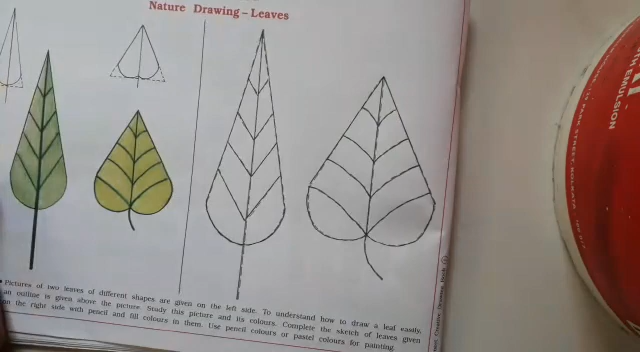 Nature Drawing – Leaves
Pictures of two leaves of different shapes are given on the left side. To understand how to draw a leaf easily,
an outline is given above the picture. Study this picture and its colours. Complete the sketch of leaves given
on the right side with pencil and fill colours in them. Use pencil colours or pastel colours for painting.
EMULSION